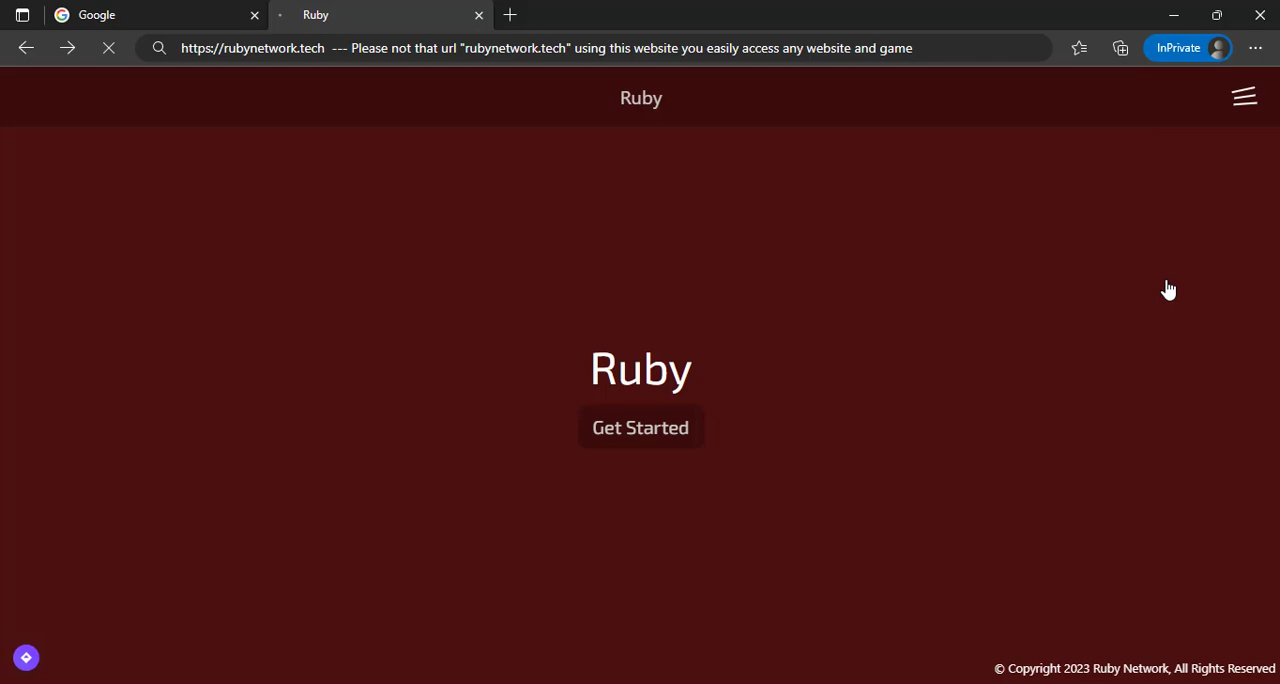 Google
Ruby
https://rubynetwork.tech --- Please not that url "rubynetwork.tech" using this website you easily access any website and game
InPrivate
Ruby
Ruby
Get Started
© Copyright 2023 Ruby Network, All Rights Reserved